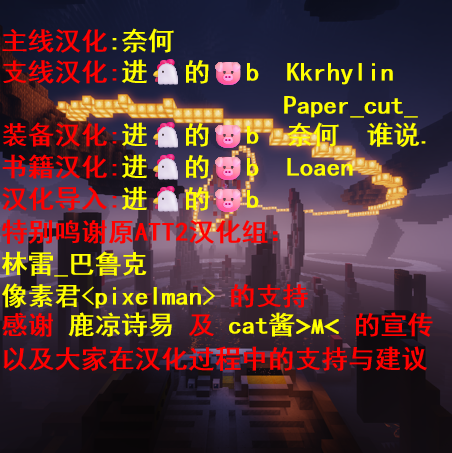 主线汉化:奈何
支线汉化:进🐔的🐷b Kkrhylin
Paper_cut_
装备汉化:进🐔的🐷b 奈何 谁说.
书籍汉化:进🐔的🐷b Loaen
汉化导入:进🐔的🐷b
特别鸣谢原ATT2汉化组:
林雷_巴鲁克
像素君<pixelman> 的支持
感谢 鹿凉诗易 及 cat酱>м< 的宣传
以及大家在汉化过程中的支持与建议